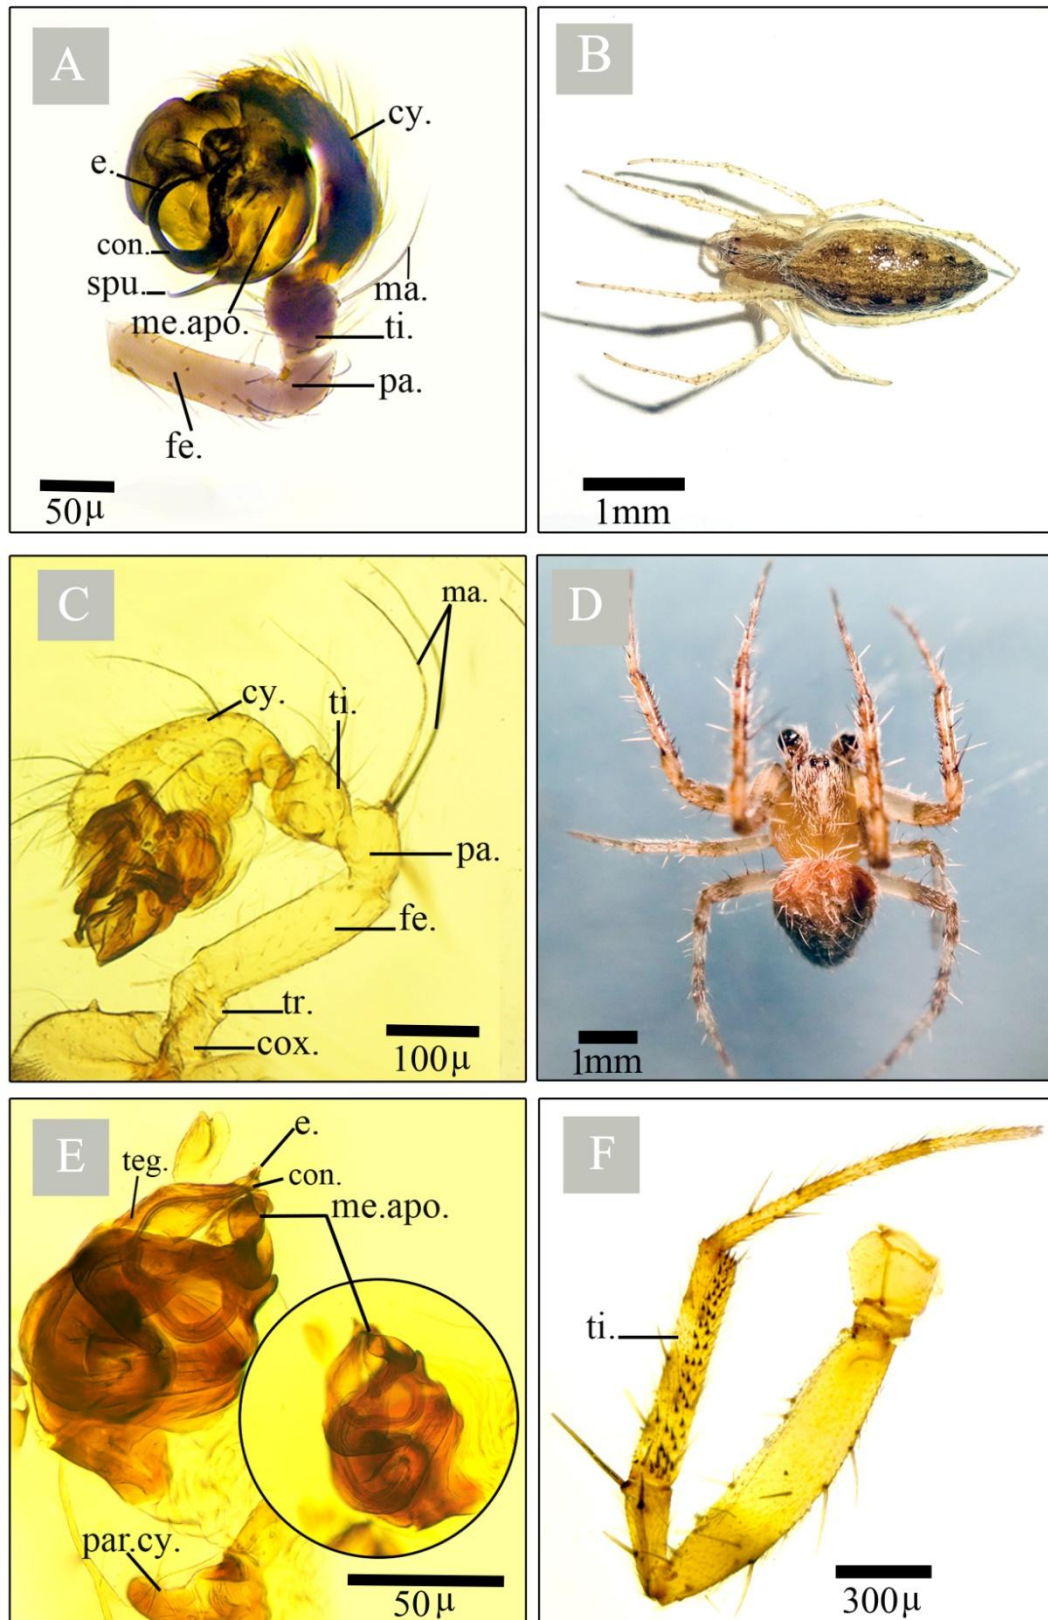 A
cy.
e.
con.
spu.
me.apo.
ma.
ti.
pa.
fe.
50µ
B
1mm
C
ma.
cy.
ti.
pa.
fe.
tr.
cox.
100µ
D
1mm
E
e.
teg.
con.
me.apo.
par.cy.
50µ
F
ti.
300µ